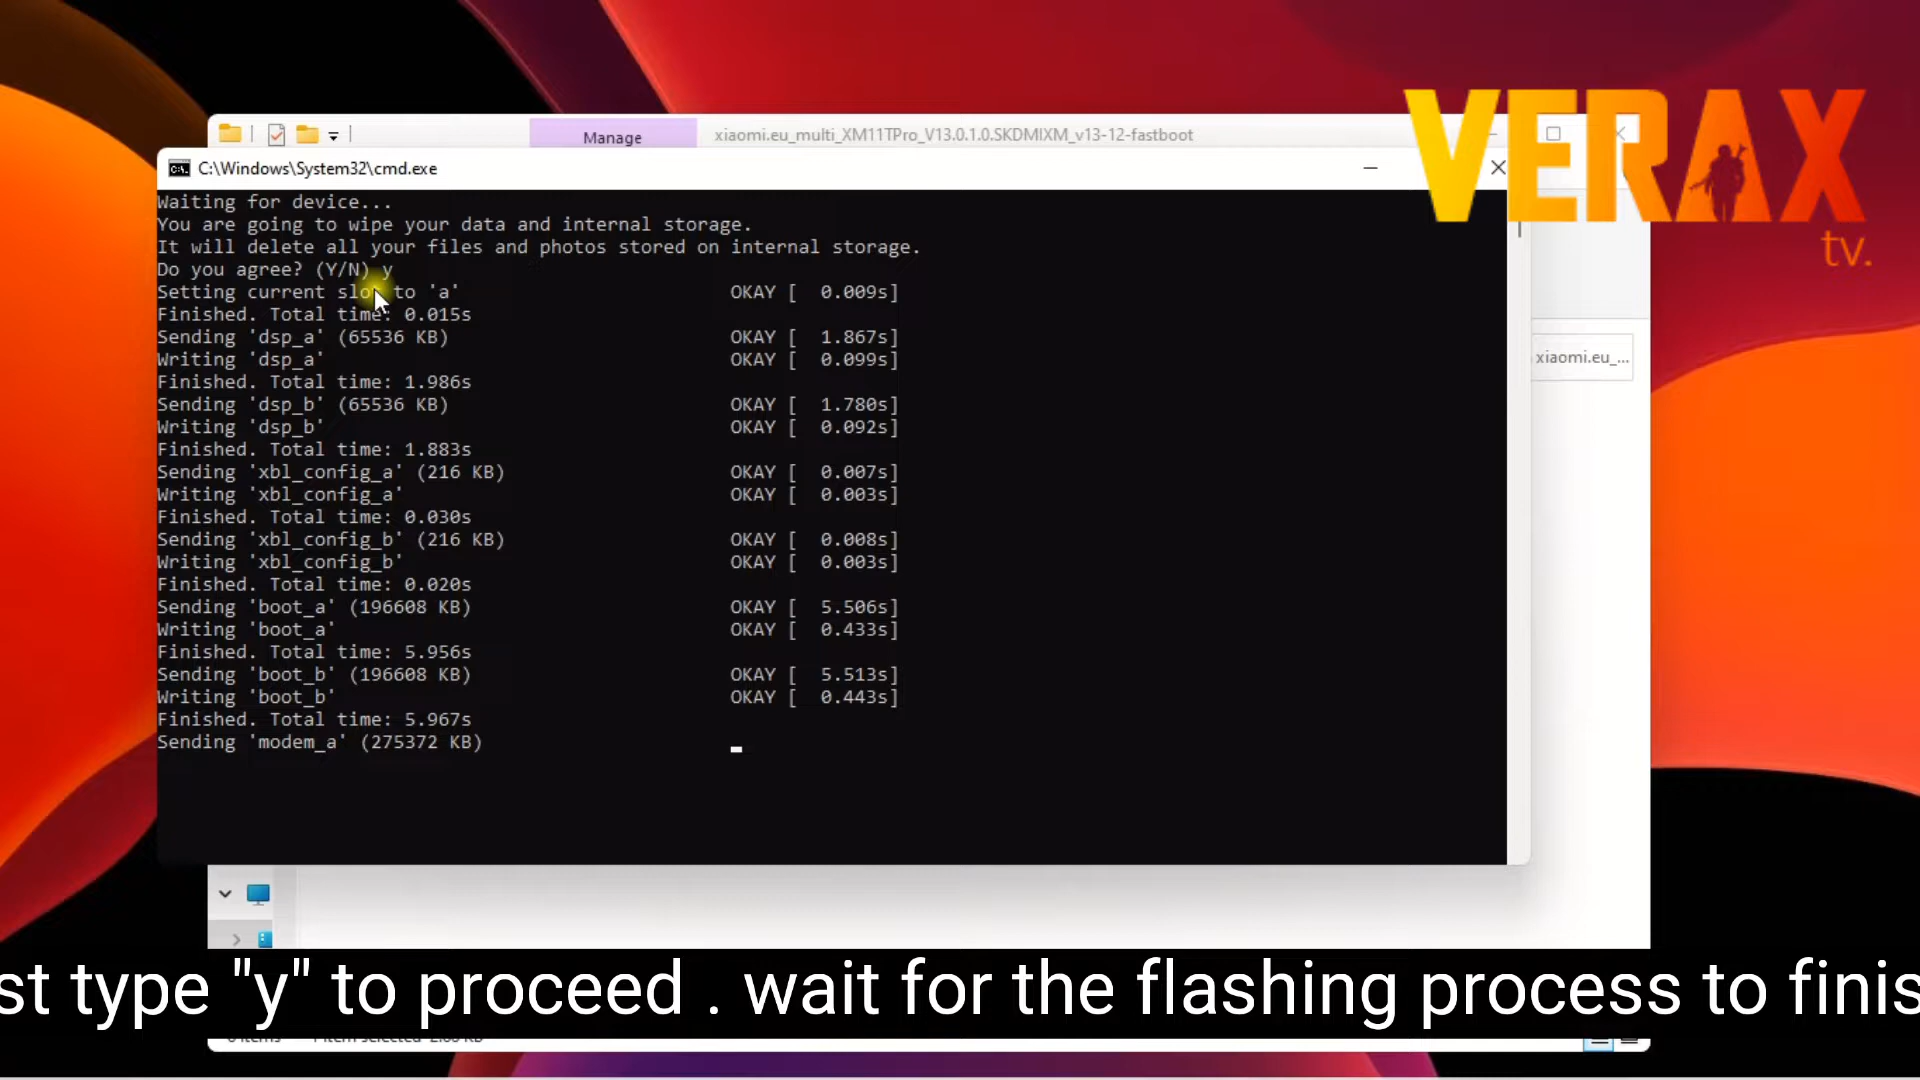 VERAX
tv.
Manage
xiaomi.eu_multi_XM11TPro_V13.0.1.0.SKDMIXM_v13-12-fastboot
C:\Windows\System32\cmd.exe
Waiting for device...
You are going to wipe your data and internal storage.
It will delete all your files and photos stored on internal storage.
Do you agree? (Y/N) y
Setting current slot to 'a' OKAY [ 0.009s]
Finished. Total time: 0.015s
Sending 'dsp_a' (65536 KB) OKAY [ 1.867s]
Writing 'dsp_a' OKAY [ 0.099s]
Finished. Total time: 1.986s
Sending 'dsp_b' (65536 KB) OKAY [ 1.780s]
Writing 'dsp_b' OKAY [ 0.092s]
Finished. Total time: 1.883s
Sending 'xbl_config_a' (216 KB) OKAY [ 0.007s]
Writing 'xbl_config_a' OKAY [ 0.003s]
Finished. Total time: 0.030s
Sending 'xbl_config_b' (216 KB) OKAY [ 0.008s]
Writing 'xbl_config_b' OKAY [ 0.003s]
Finished. Total time: 0.020s
Sending 'boot_a' (196608 KB) OKAY [ 5.506s]
Writing 'boot_a' OKAY [ 0.433s]
Finished. Total time: 5.956s
Sending 'boot_b' (196608 KB) OKAY [ 5.513s]
Writing 'boot_b' OKAY [ 0.443s]
Finished. Total time: 5.967s
Sending 'modem_a' (275372 KB)
xiaomi.eu_...
st type "y" to proceed . wait for the flashing process to finis